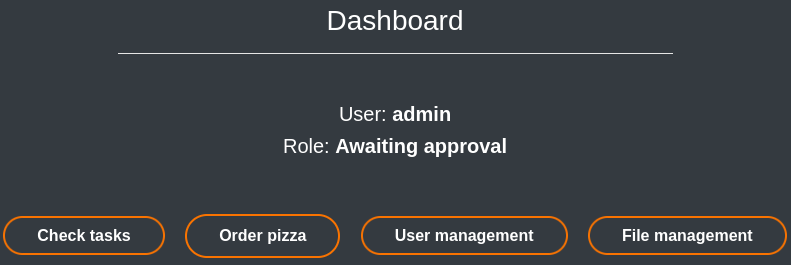 Dashboard
User: admin
Role: Awaiting approval
Check tasks Order pizza User management File management